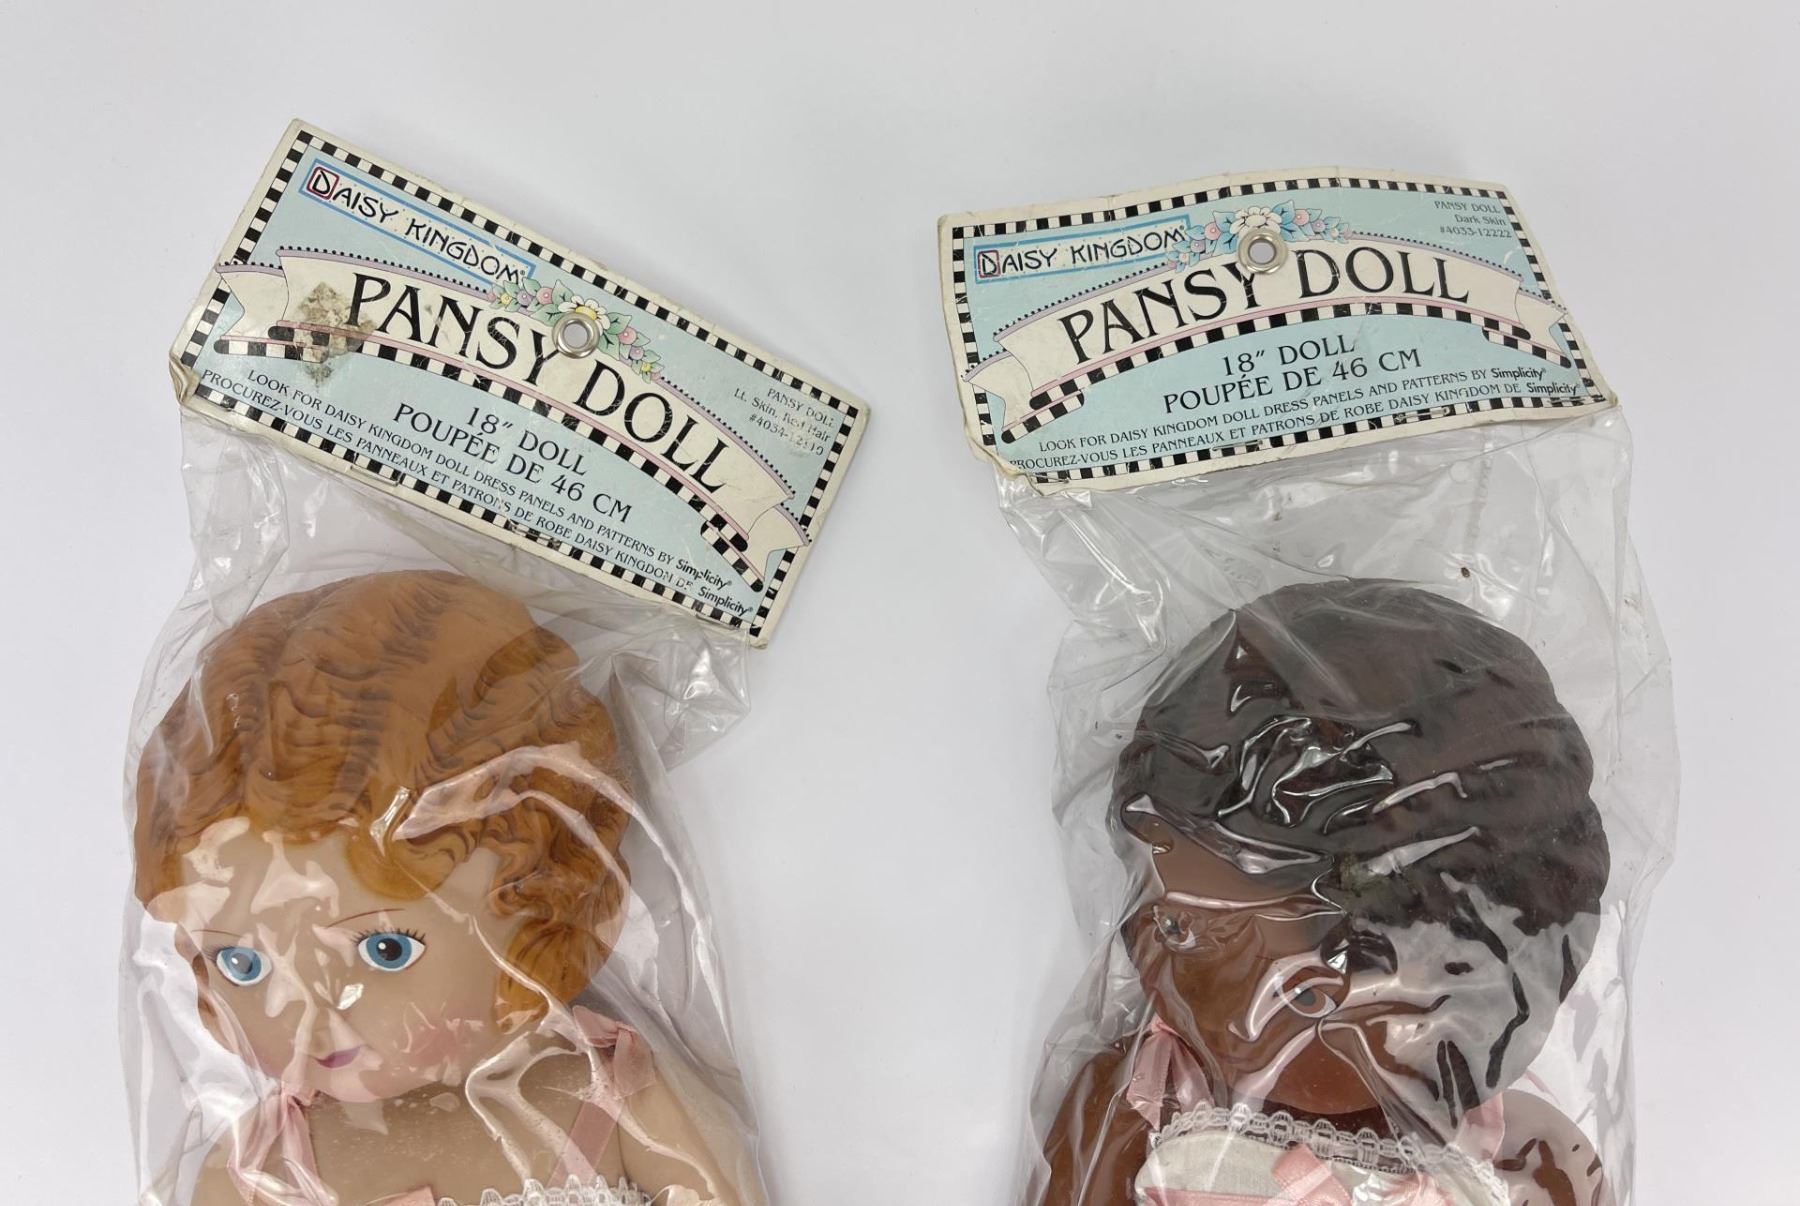 DAISY KINGDOM®
PANSY DOLL
18" DOLL
POUPÉE DE 46 CM
LOOK FOR DAISY KINGDOM DOLL DRESS PANELS AND PATTERNS BY Simplicity®
PROCUREZ-VOUS LES PANNEAUX ET PATRONS DE ROBE DAISY KINGDOM DE Simplicity®
PANSY DOLL
Lt. Skin, Red Hair
#4034-12110
DAISY KINGDOM®
PANSY DOLL
Dark Skin
#4033-12222
PANSY DOLL
18" DOLL
POUPÉE DE 46 CM
LOOK FOR DAISY KINGDOM DOLL DRESS PANELS AND PATTERNS BY Simplicity®
PROCUREZ-VOUS LES PANNEAUX ET PATRONS DE ROBE DAISY KINGDOM DE Simplicity®